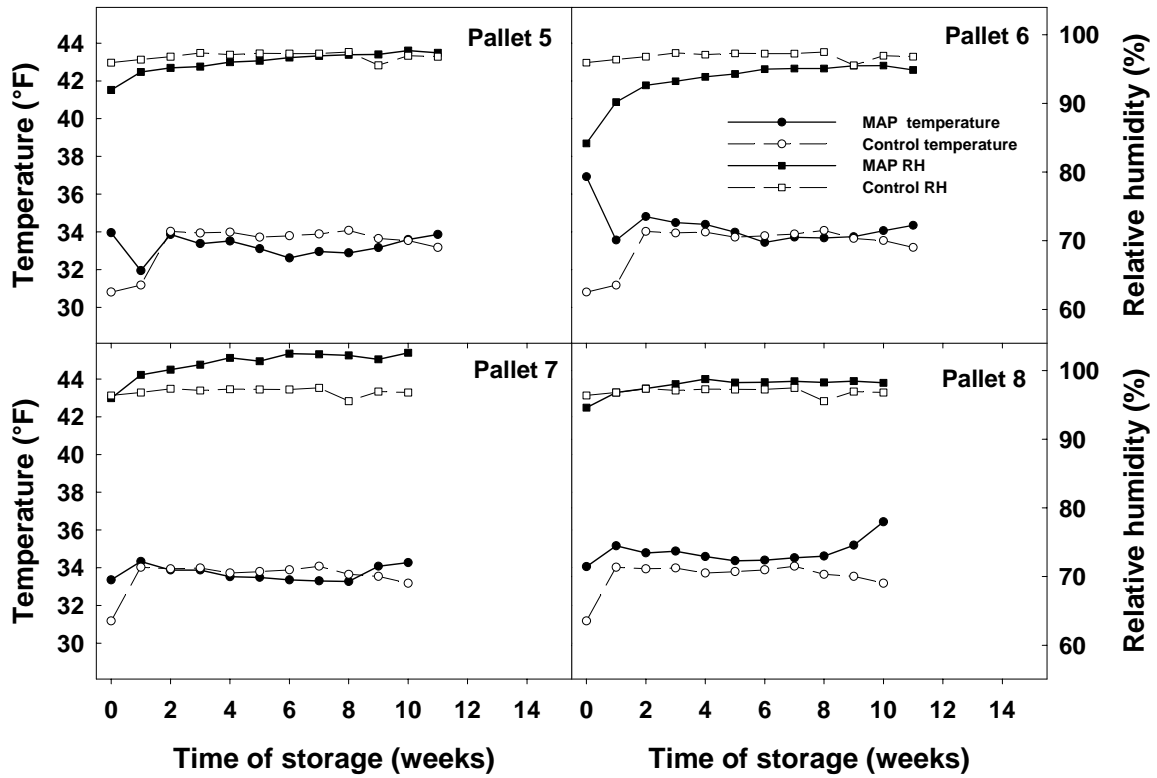 Pallet 5
Pallet 6
Temperature (°F)
44
42
40
38
36
34
32
30
MAP temperature
Control temperature
MAP RH
Control RH
100
90
80
70
60
Relative humidity (%)
Pallet 7
Pallet 8
Temperature (°F)
44
42
40
38
36
34
32
30
100
90
80
70
60
Relative humidity (%)
0 2 4 6 8 10 12 14
0 2 4 6 8 10 12 14
Time of storage (weeks)
Time of storage (weeks)